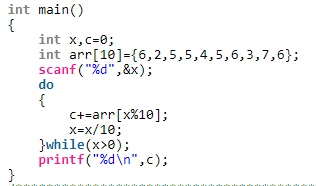 int main()
{
int x,c=0;
int arr[10]={6,2,5,5,4,5,6,3,7,6};
scanf("%d",&x);
do
{
c+=arr[x%10];
x=x/10;
}while(x>0);
printf("%d\n",c);
}